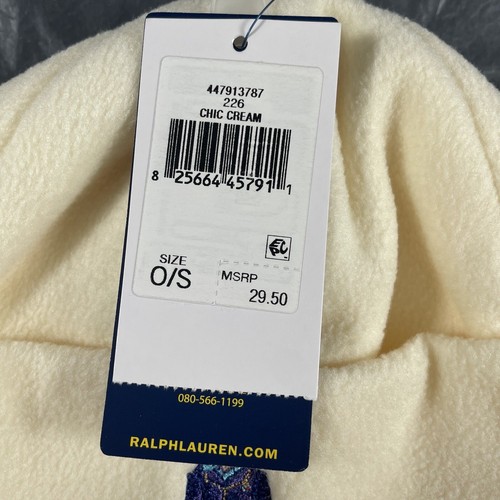 447913787
226
CHIC CREAM
8 25664 45791 1
SIZE
O/S
MSRP
29.50
080-566-1199
RALPHLAUREN.COM